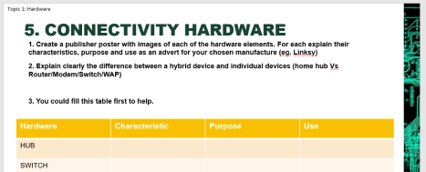 Topic 1: Hardware
5. CONNECTIVITY HARDWARE
1. Create a publisher poster with images of each of the hardware elements. For each explain their
characteristics, purpose and use as an advert for your chosen manufacture (eg. Linksy)
2. Explain clearly the difference between a hybrid device and individual devices (home hub Vs
Router/Modem/Switch/WAP)
3. You could fill this table first to help.
Hardware Characteristic Purpose Use
HUB
SWITCH